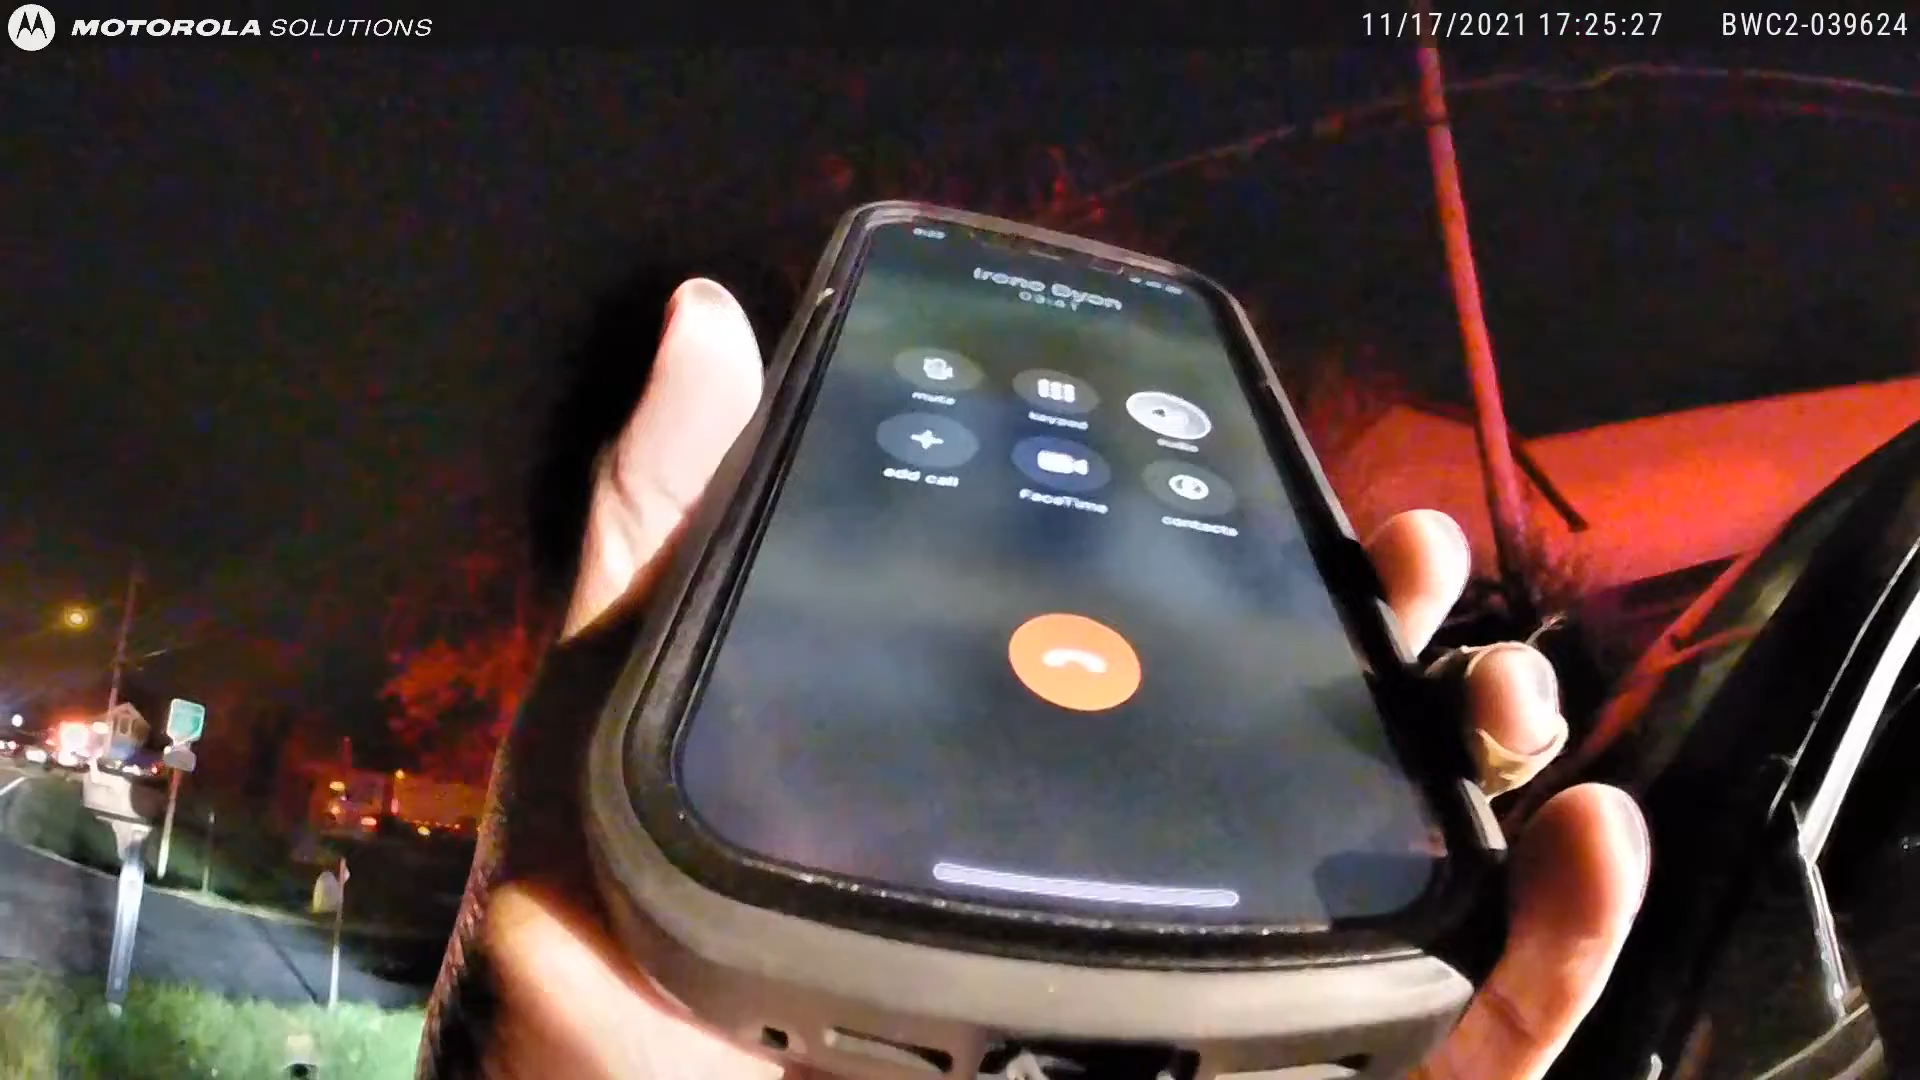 MOTOROLA SOLUTIONS
11/17/2021 17:25:27 BWC2-039624
mute
keypad
audio
add call
FaceTime
contacts